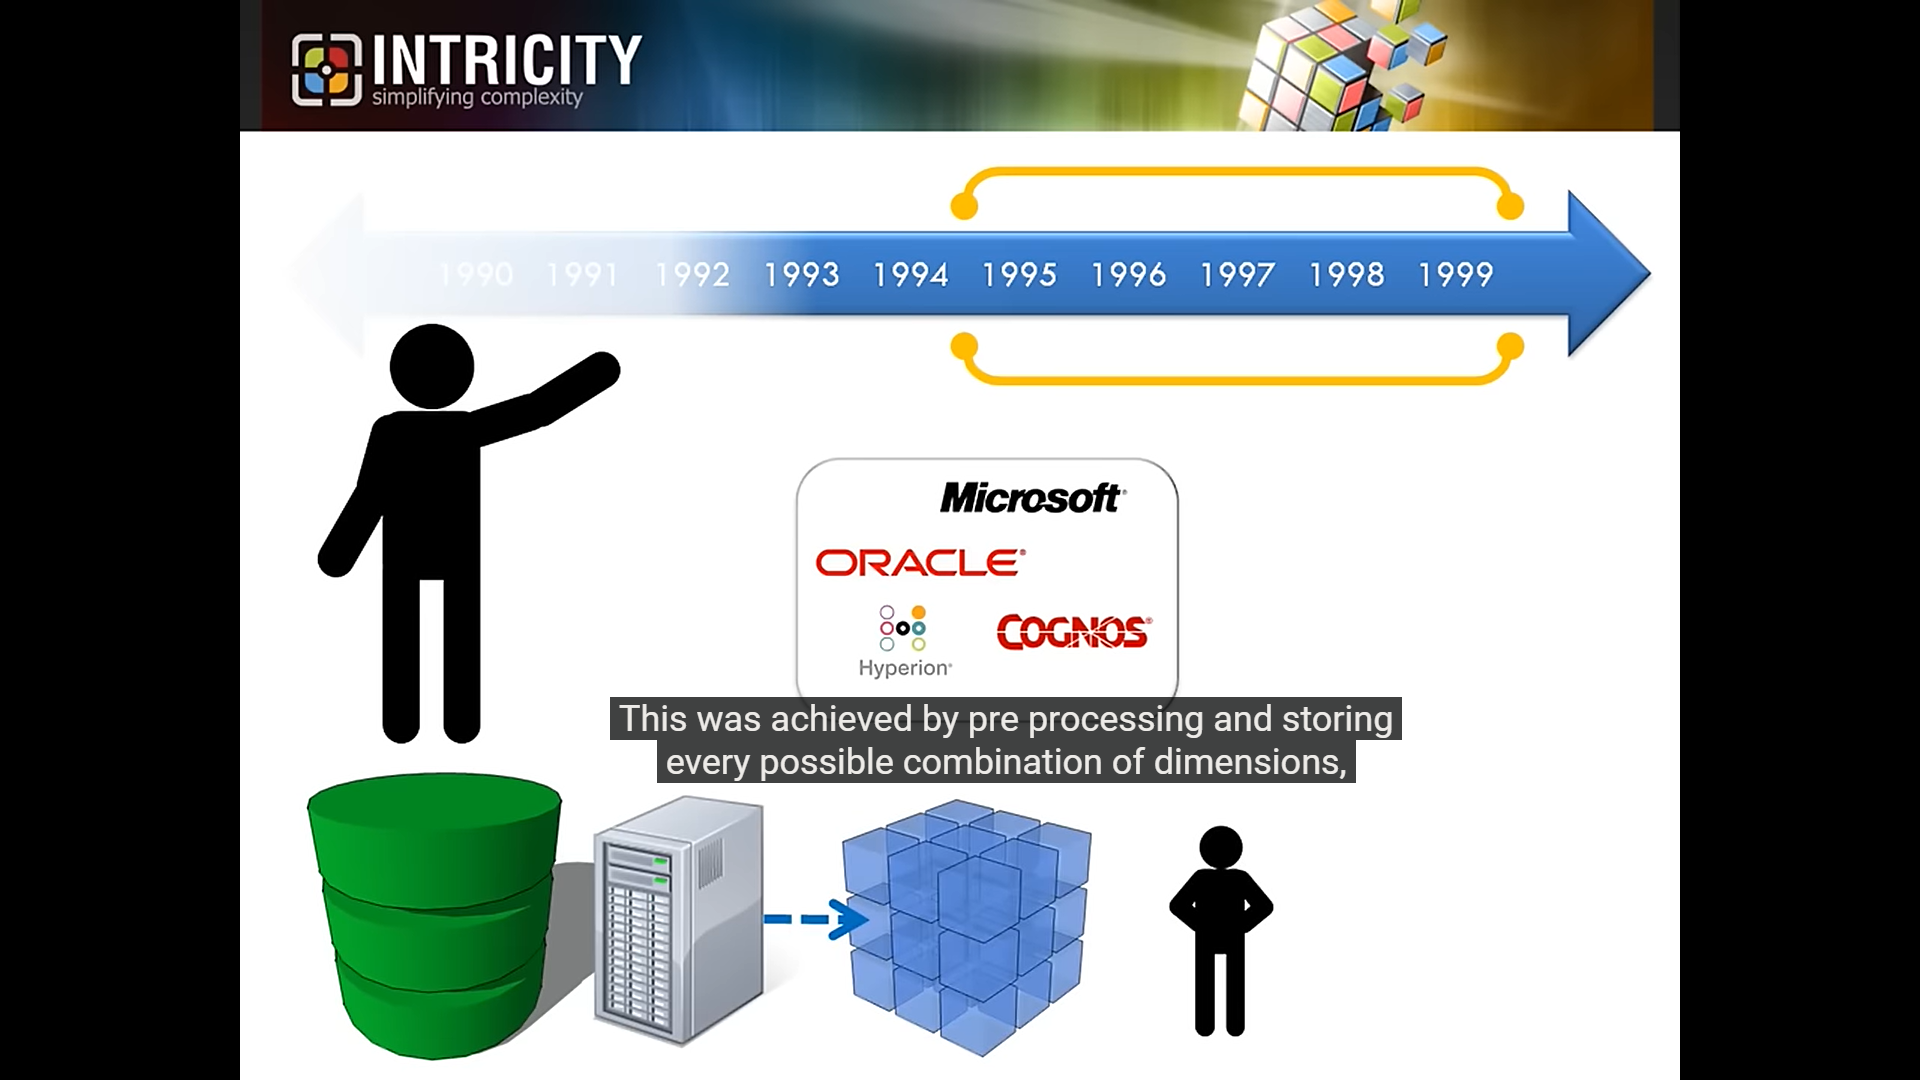 INTRICITY
simplifying complexity
1990 1991 1992 1993 1994 1995 1996 1997 1998 1999
Microsoft®
ORACLE®
Hyperion®
COGNOS®
This was achieved by pre processing and storing
every possible combination of dimensions,